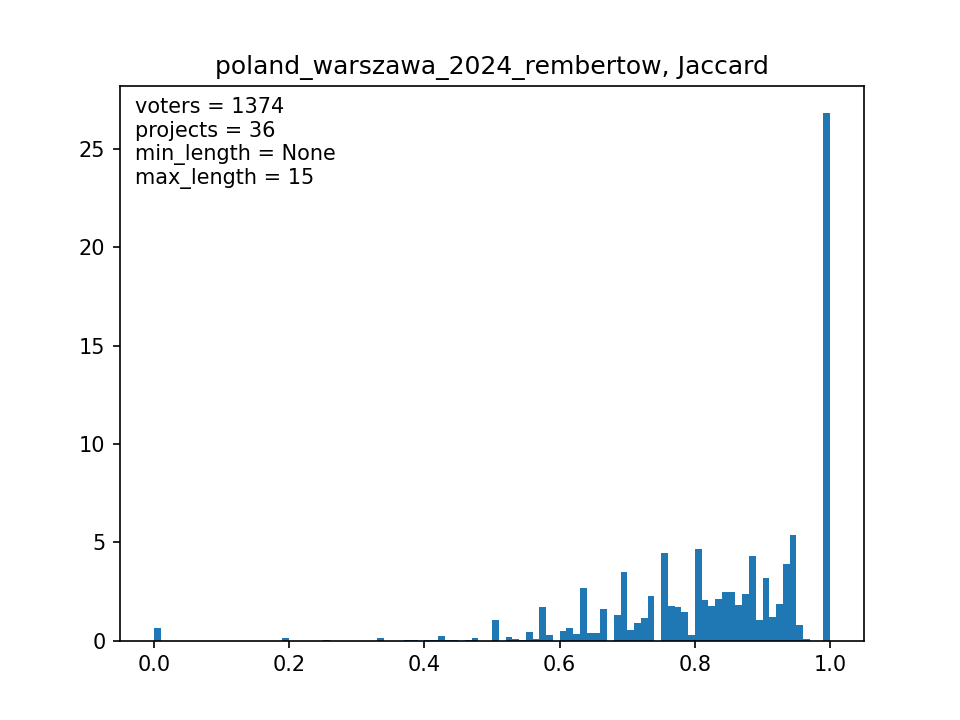 poland_warszawa_2024_rembertow, Jaccard
voters = 1374
projects = 36
min_length = None
max_length = 15
25
20
15
10
5
0
0.0 0.2 0.4 0.6 0.8 1.0